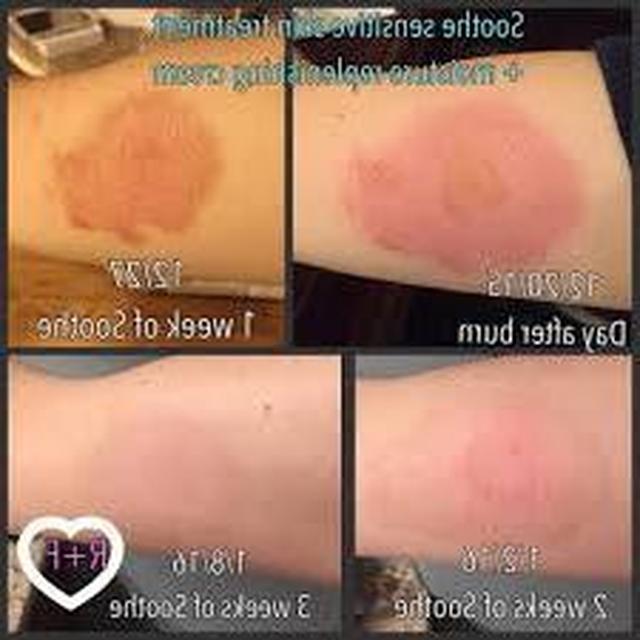 Soothe sensitive skin treatment
+ moisture replenishing cream
12/20/15
Day after burn
12/27
1 week of Soothe
1/2/16
2 weeks of Soothe
1/8/16
3 weeks of Soothe
R+F